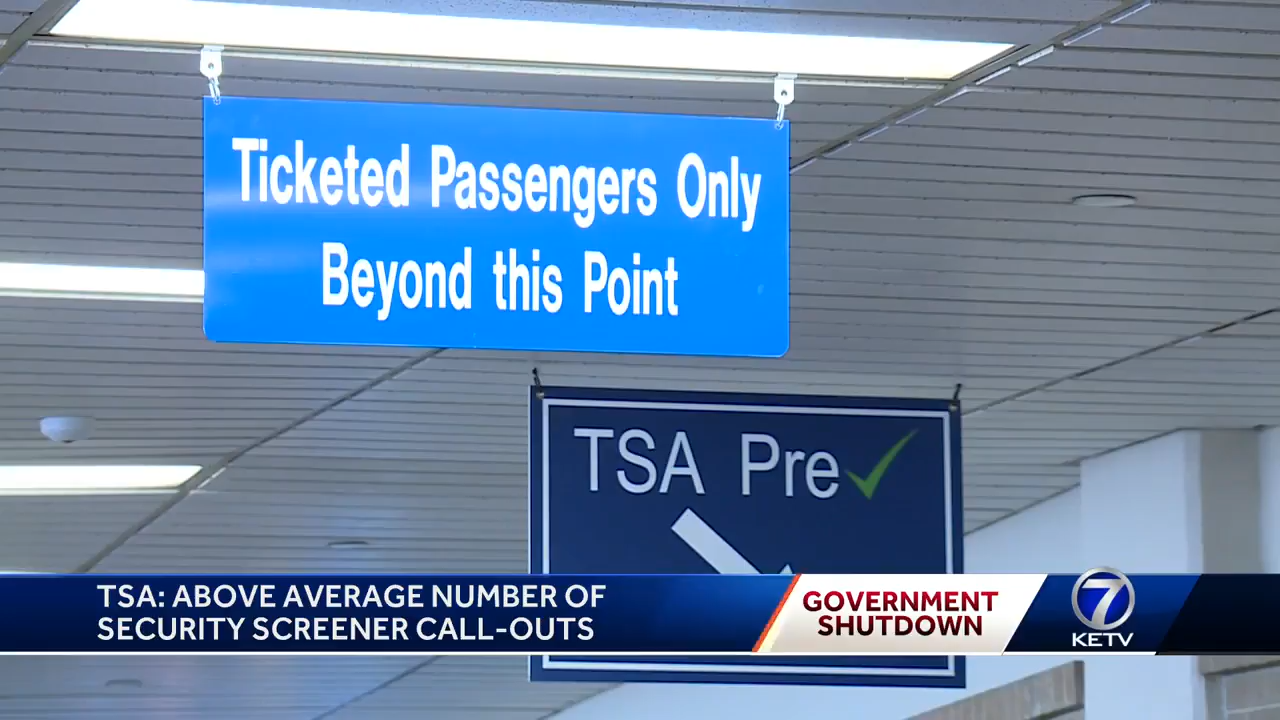 Ticketed Passengers Only
Beyond this Point
TSA Pre✓
TSA: ABOVE AVERAGE NUMBER OF
SECURITY SCREENER CALL-OUTS
GOVERNMENT
SHUTDOWN
7
KETV